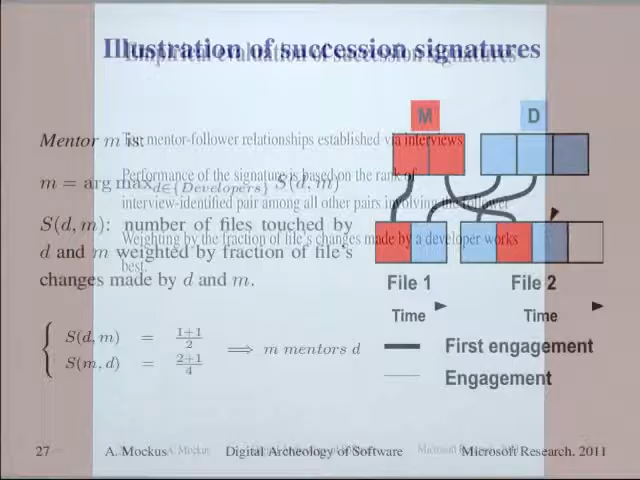 Illustration of succession signatures
Empirical evaluation of succession signatures
M
D
Mentor m is:
mentor-follower relationships established via interviews
m = arg max_{d∈{Developers}} S(d, m)
Performance of the signature is based on the rank of
interview-identified pair among all other pairs involving the follower
S(d, m): number of files touched by
Weighting by the fraction of file's changes made by a developer works
best.
d and m weighted by fraction of file's
changes made by d and m.
File 1
File 2
Time
Time
S(d, m) = 1+1/2
S(m, d) = 2+1/4
⟹ m mentors d
First engagement
Engagement
27
A. Mockus
A. Mockus
Digital Archeology of Software
Microsoft Research, 2011